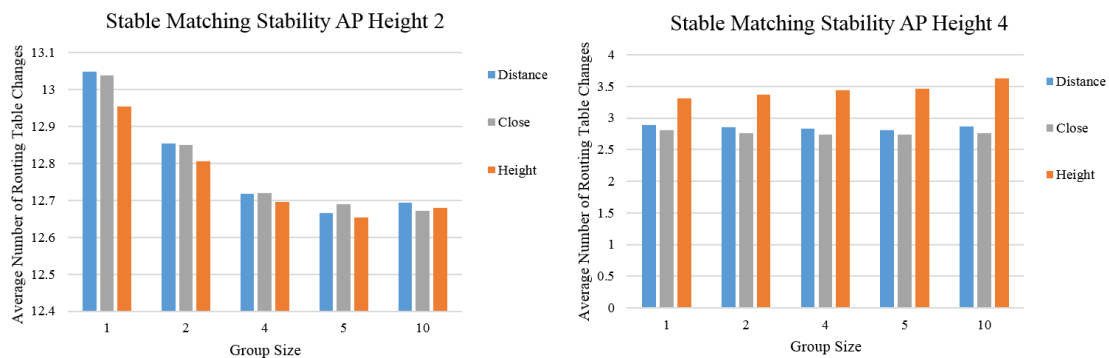 Stable Matching Stability AP Height 2
Average Number of Routing Table Changes
13.1
13
12.9
12.8
12.7
12.6
12.5
12.4
1 2 4 5 10
Group Size
Distance
Close
Height
Stable Matching Stability AP Height 4
Average Number of Routing Table Changes
4
3.5
3
2.5
2
1.5
1
0.5
0
1 2 4 5 10
Group Size
Distance
Close
Height